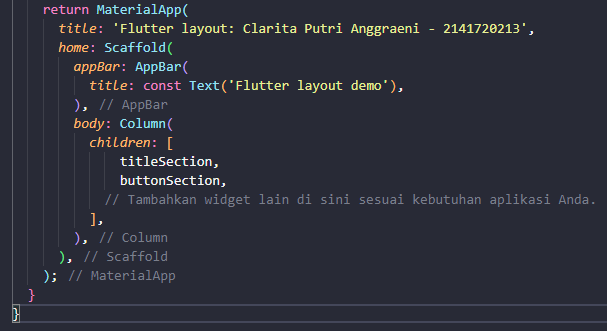 return MaterialApp(
title: 'Flutter layout: Clarita Putri Anggraeni - 2141720213',
home: Scaffold(
appBar: AppBar(
title: const Text('Flutter layout demo'),
), // AppBar
body: Column(
children: [
titleSection,
buttonSection,
// Tambahkan widget lain di sini sesuai kebutuhan aplikasi Anda.
],
), // Column
), // Scaffold
); // MaterialApp
}
}